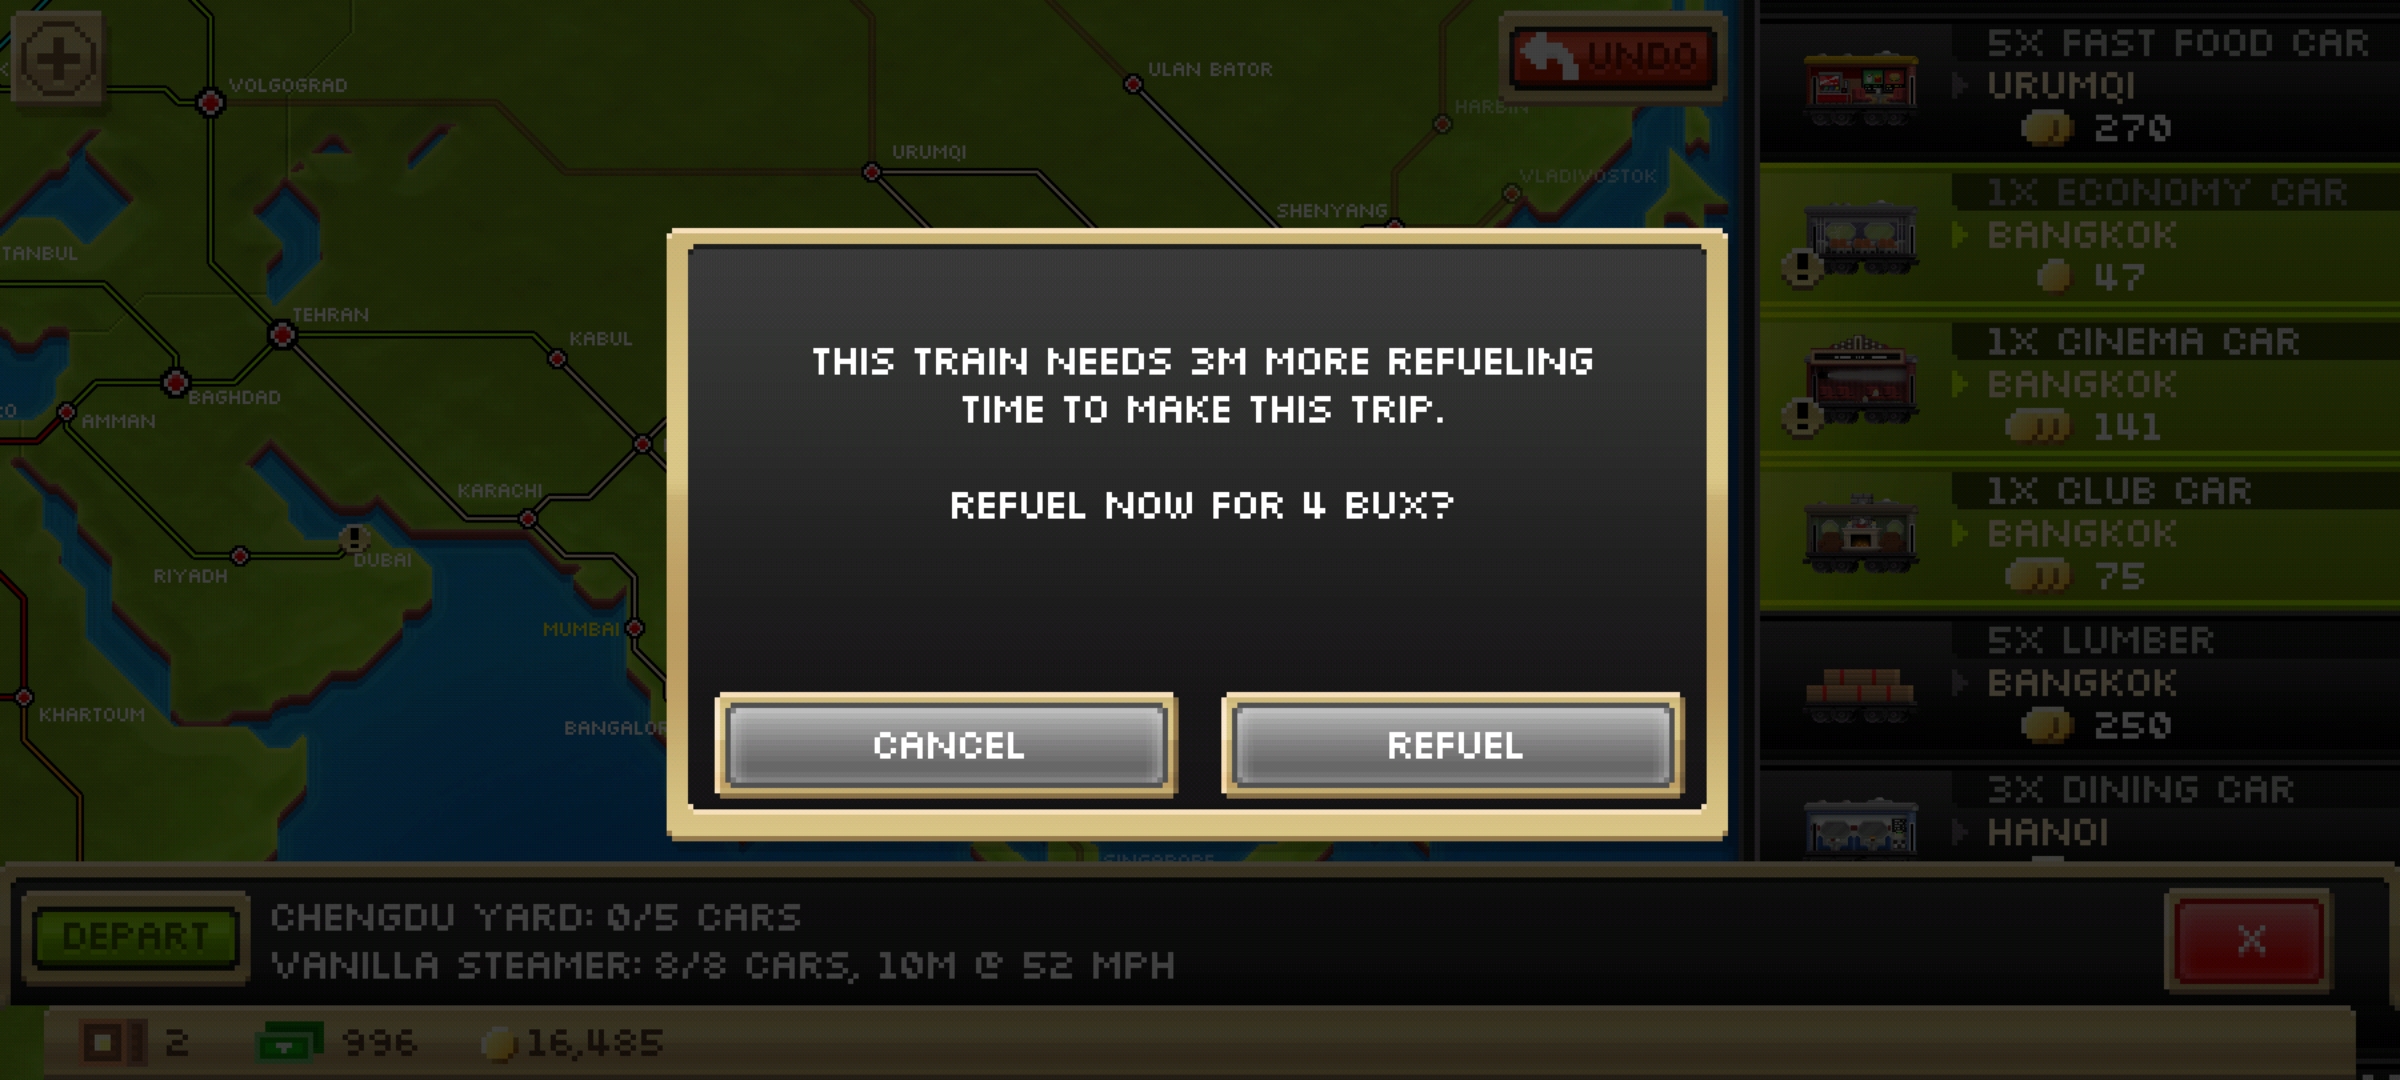 VOLGOGRAD
ULAN BATOR
UNDO
HARBIN
URUMQI
VLADIVOSTOK
SHENYANG
TANBUL
TEHRAN
KABUL
BAGHDAD
AMMAN
KARACHI
DUBAI
RIYADH
MUMBAI
KHARTOUM
BANGALOR
SINGAPORE
THIS TRAIN NEEDS 3M MORE REFUELING
TIME TO MAKE THIS TRIP.
REFUEL NOW FOR 4 BUX?
CANCEL
REFUEL
5X FAST FOOD CAR
URUMQI
270
1X ECONOMY CAR
BANGKOK
47
1X CINEMA CAR
BANGKOK
141
1X CLUB CAR
BANGKOK
75
5X LUMBER
BANGKOK
250
3X DINING CAR
HANOI
DEPART
CHENGDU YARD: 0/5 CARS
VANILLA STEAMER: 8/8 CARS, 10M @ 52 MPH
X
2
996
16,485